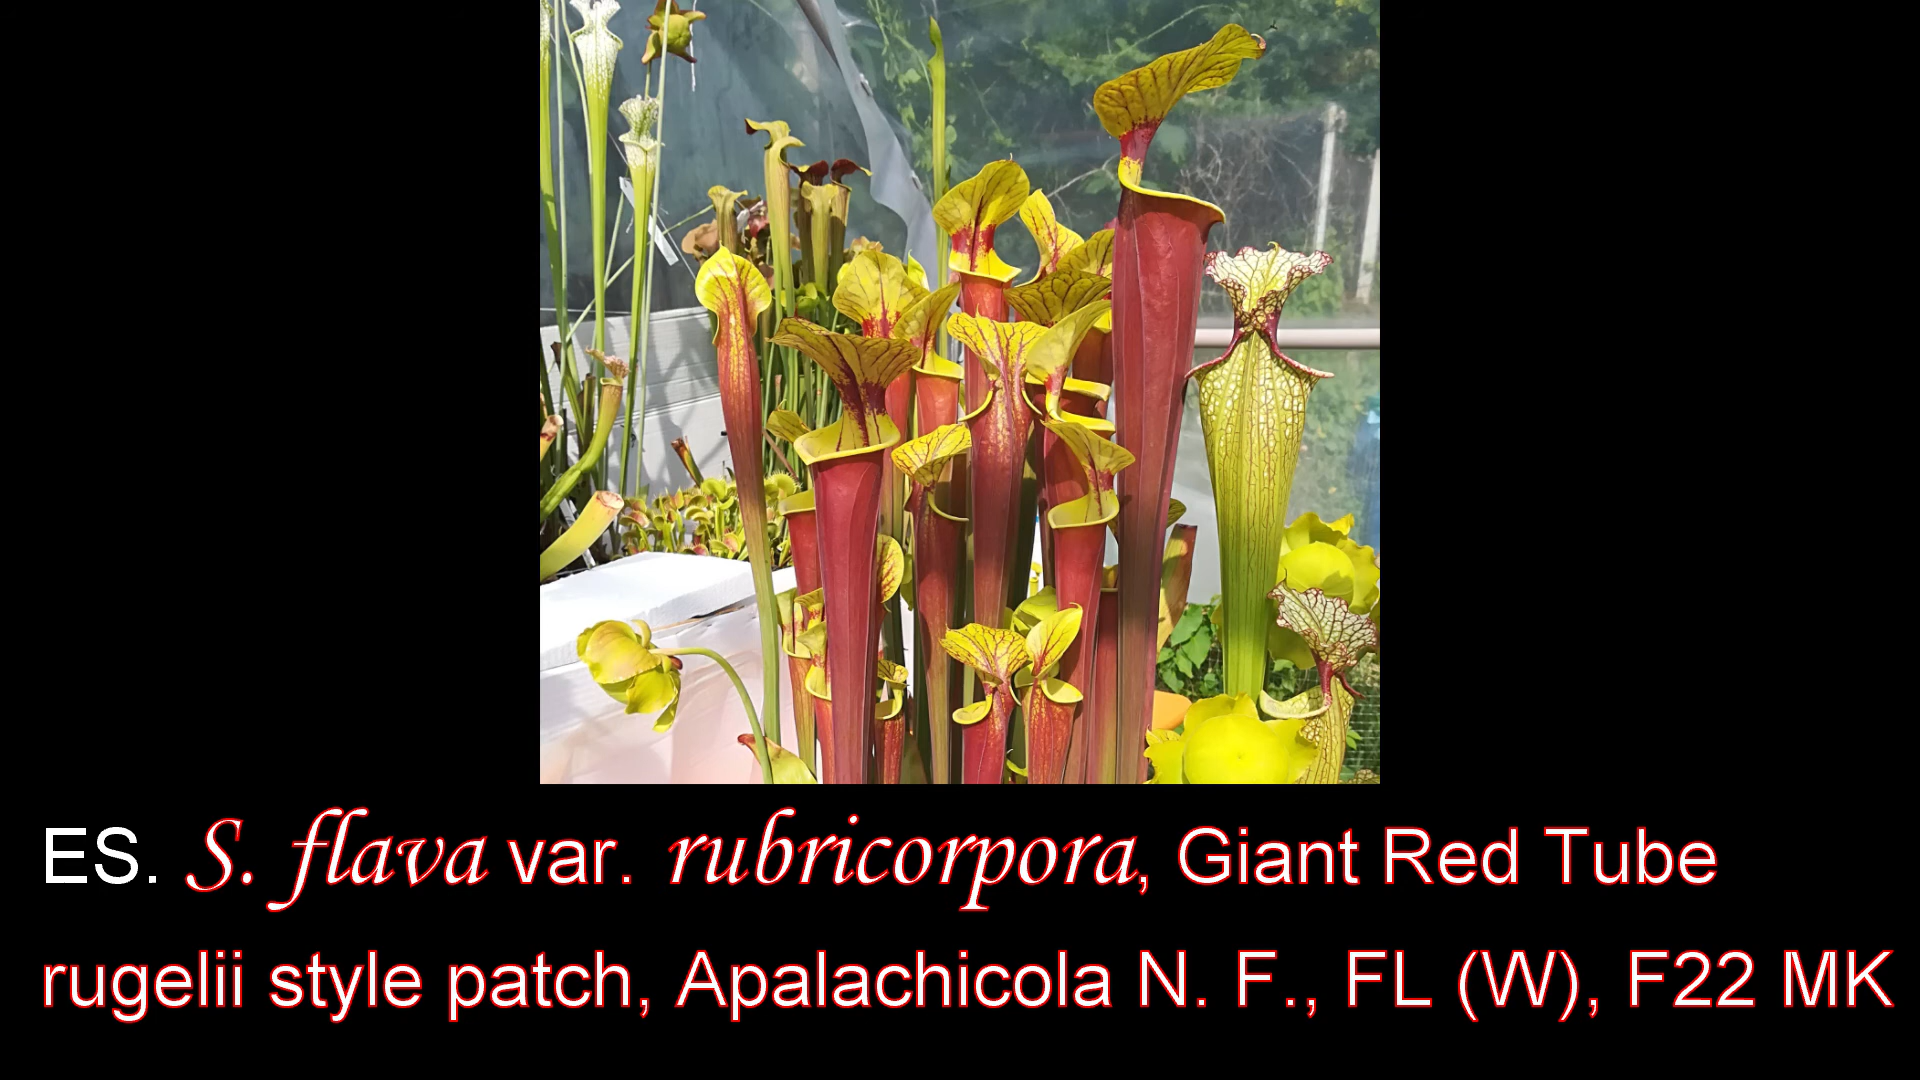 ES. S. flava var. rubricorpora, Giant Red Tube
rugelii style patch, Apalachicola N. F., FL (W), F22 MK